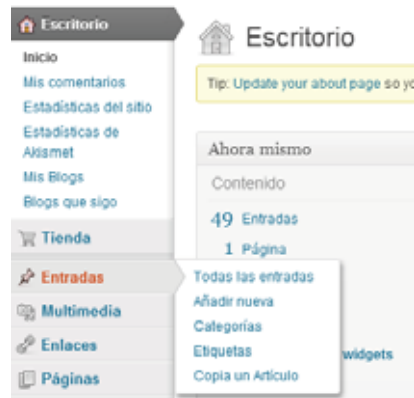 Escritorio
Inicio
Mis comentarios
Estadísticas del sitio
Estadísticas de
Akismet
Mis Blogs
Blogs que sigo
Tienda
Entradas
Multimedia
Enlaces
Páginas
Todas las entradas
Añadir nueva
Categorías
Etiquetas
Copia un Artículo
Escritorio
Tip: Update your about page so yo
Ahora mismo
Contenido
49 Entradas
1 Página
widgets